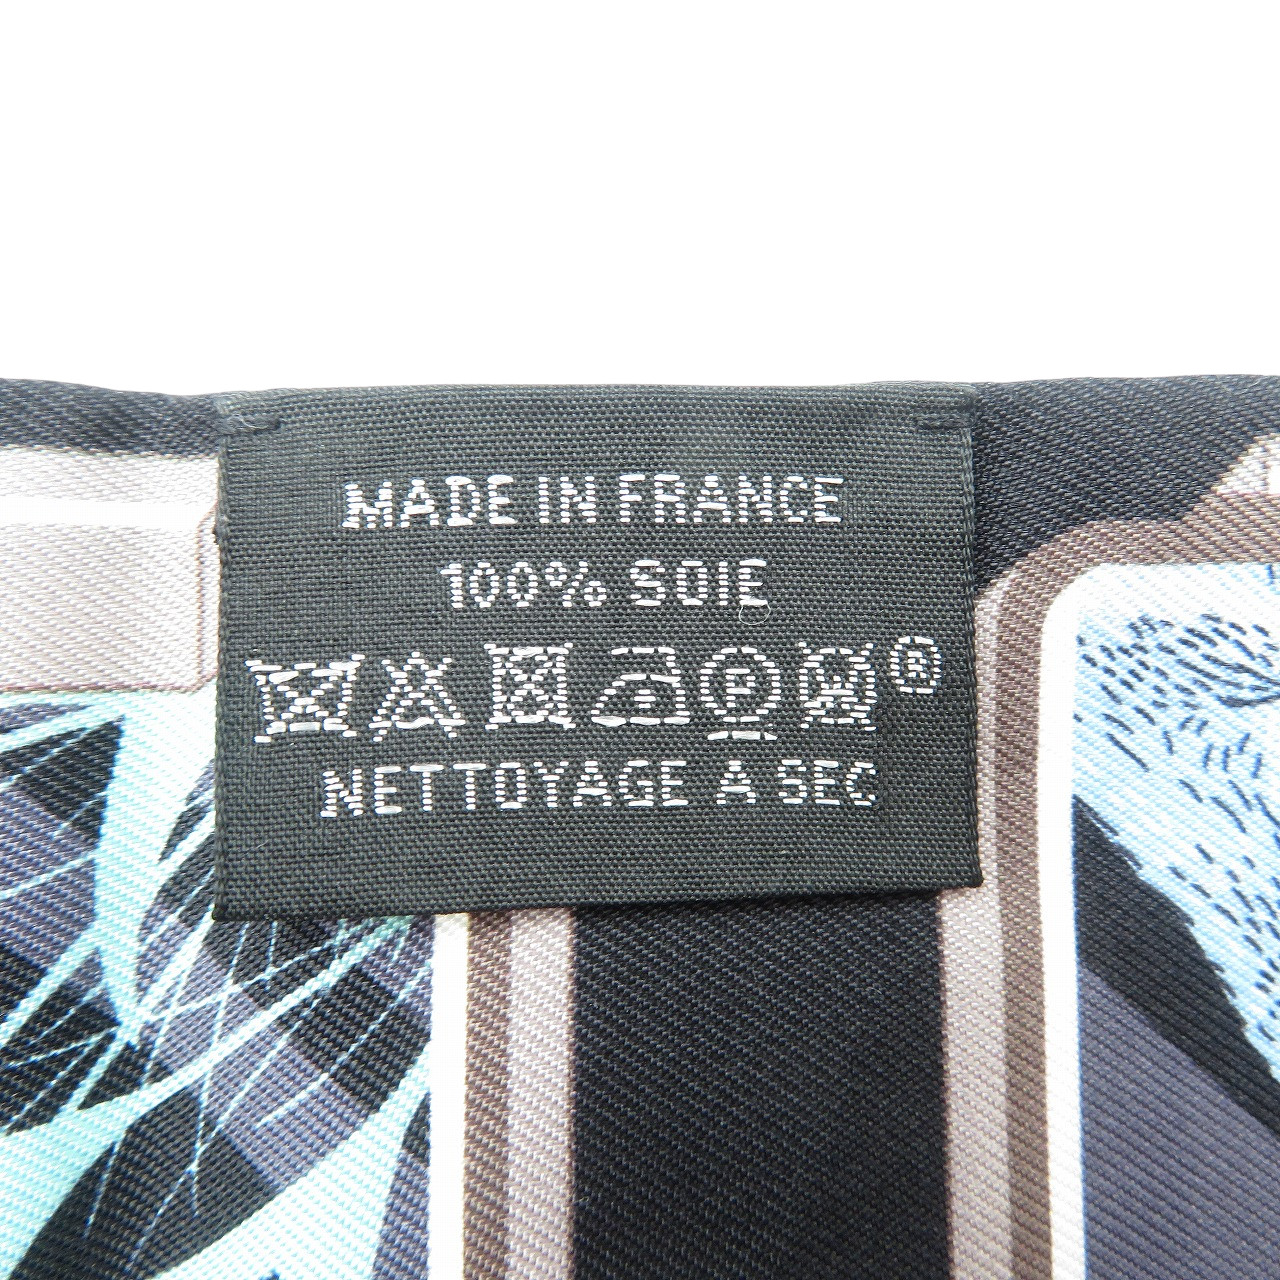 MADE IN FRANCE
100% SOIE
P W ®
NETTOYAGE A SEC